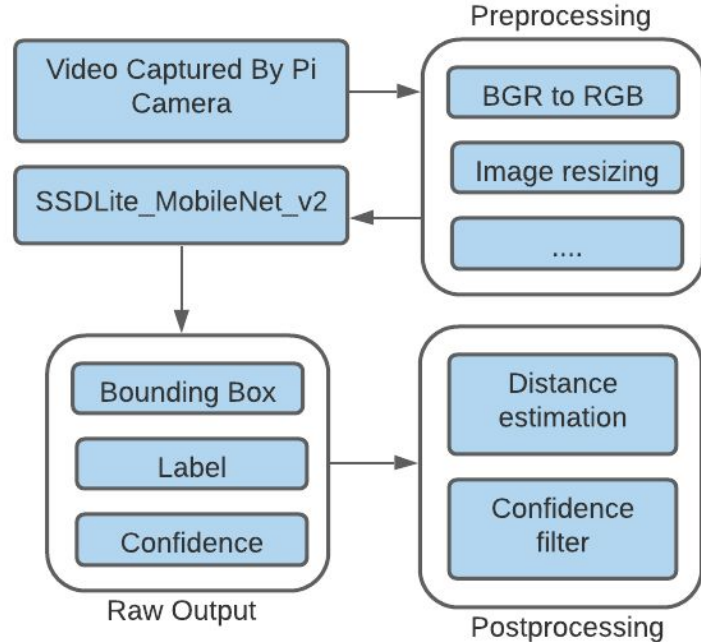 Preprocessing
Video Captured By Pi
Camera
BGR to RGB
Image resizing
....
SSDLite_MobileNet_v2
Bounding Box
Label
Confidence
Raw Output
Distance
estimation
Confidence
filter
Postprocessing